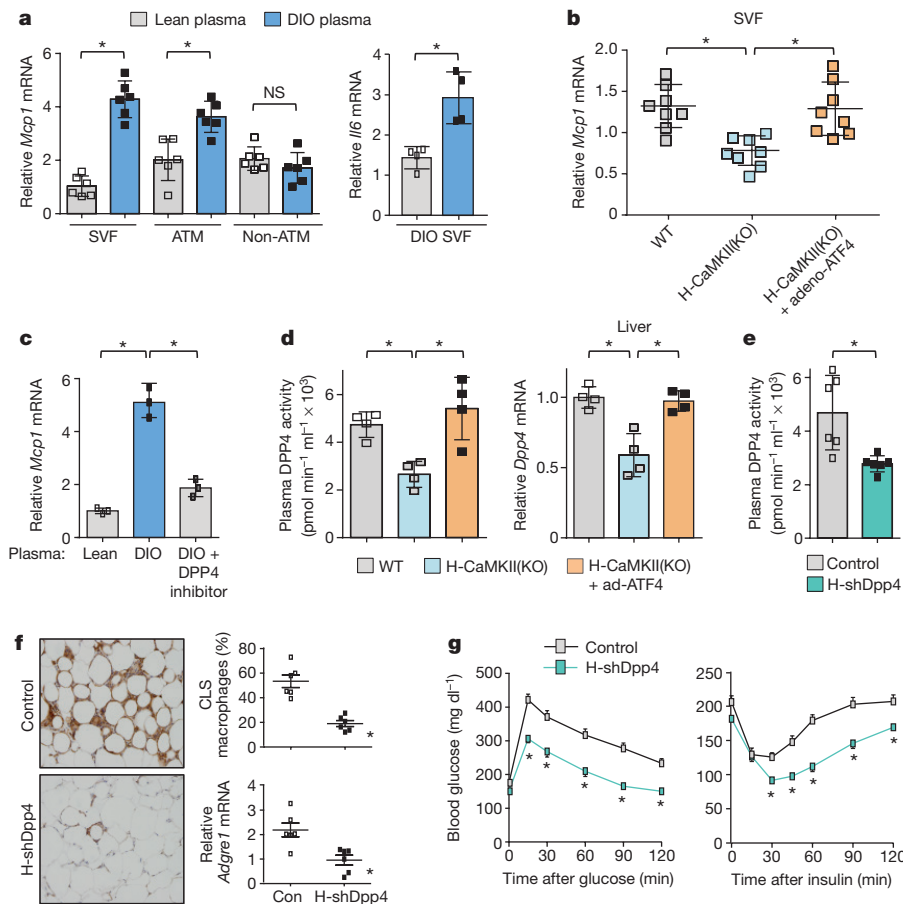 a
Lean plasma
DIO plasma
Relative Mcp1 mRNA
6
4
2
0
*
*
NS
SVF
ATM
Non-ATM
Relative Il6 mRNA
4
3
2
1
0
*
DIO SVF
b
SVF
Relative Mcp1 mRNA
2.0
1.5
1.0
0.5
0
*
*
WT
H-CaMKII(KO)
H-CaMKII(KO)
+ adeno-ATF4
c
Relative Mcp1 mRNA
6
4
2
0
*
*
Plasma:
Lean
DIO
DIO +
DPP4
inhibitor
d
Plasma DPP4 activity
(pmol min⁻¹ ml⁻¹ × 10³)
6
4
2
0
*
*
Liver
Relative Dpp4 mRNA
1.0
0.5
0
*
*
WT
H-CaMKII(KO)
H-CaMKII(KO)
+ ad-ATF4
e
Plasma DPP4 activity
(pmol min⁻¹ ml⁻¹ × 10³)
6
4
2
0
*
Control
H-shDpp4
f
Control
H-shDpp4
CLS
macrophages (%)
80
60
40
20
0
*
Relative
Adgre1 mRNA
4
3
2
1
0
*
Con
H-shDpp4
g
Control
H-shDpp4
Blood glucose (mg dl⁻¹)
500
400
300
200
100
0
* * * * *
0 30 60 90 120
Time after glucose (min)
250
200
150
100
50
0
* * * * *
0 30 60 90 120
Time after insulin (min)